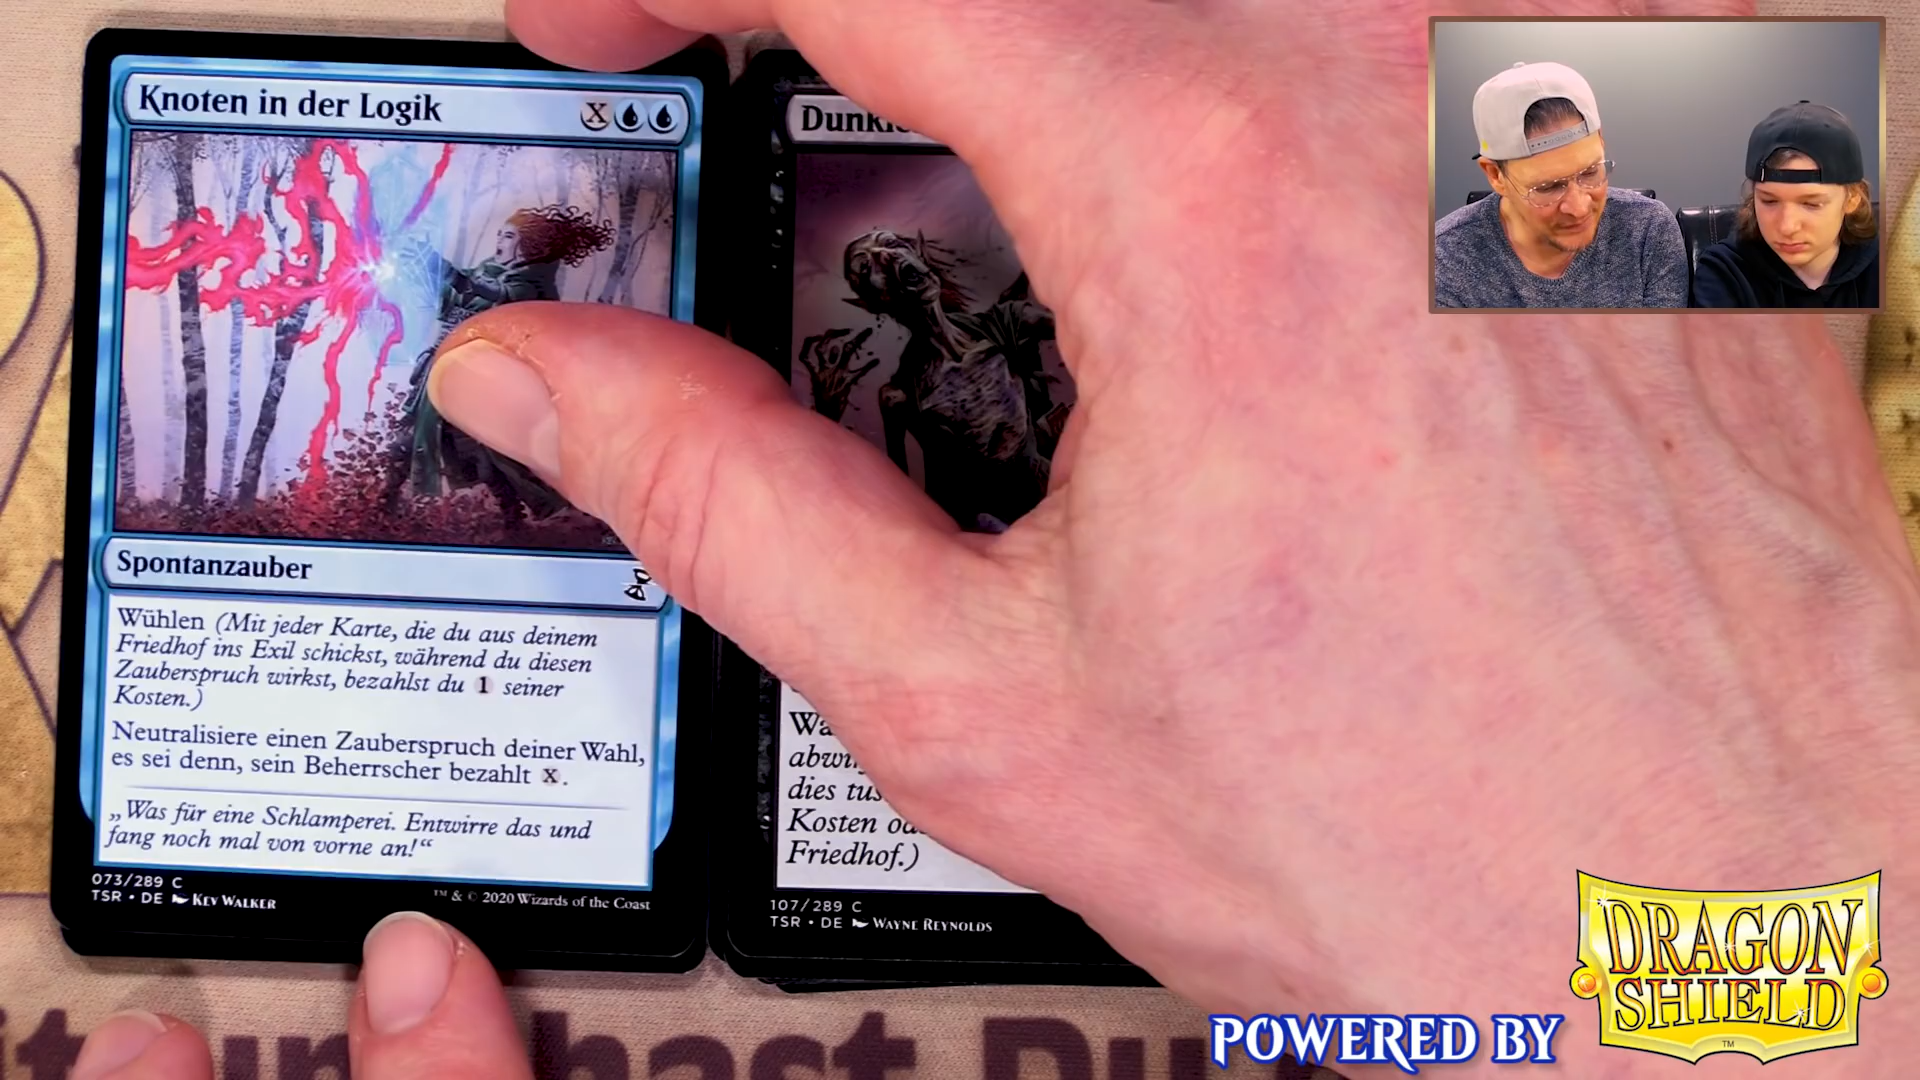 Knoten in der Logik
X
Spontanzauber
Wühlen (Mit jeder Karte, die du aus deinem
Friedhof ins Exil schickst, während du diesen
Zauberspruch wirkst, bezahlst du 1 seiner
Kosten.)
Neutralisiere einen Zauberspruch deiner Wahl,
es sei denn, sein Beherrscher bezahlt X.
„Was für eine Schlamperei. Entwirre das und
fang noch mal von vorne an!“
073/289 C
TSR • DE Kev Walker
™ & © 2020 Wizards of the Coast
dies
Kosten
Friedhof.)
107/289 C
TSR • DE Wayne Reynolds
POWERED BY
DRAGON
SHIELD
TM